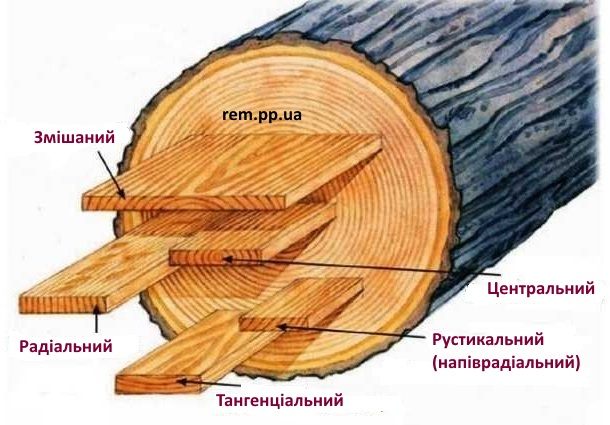 rem.pp.ua
Змішаний
Центральний
Радіальний
Рустикальний
(напіврадіальний)
Тангенціальний